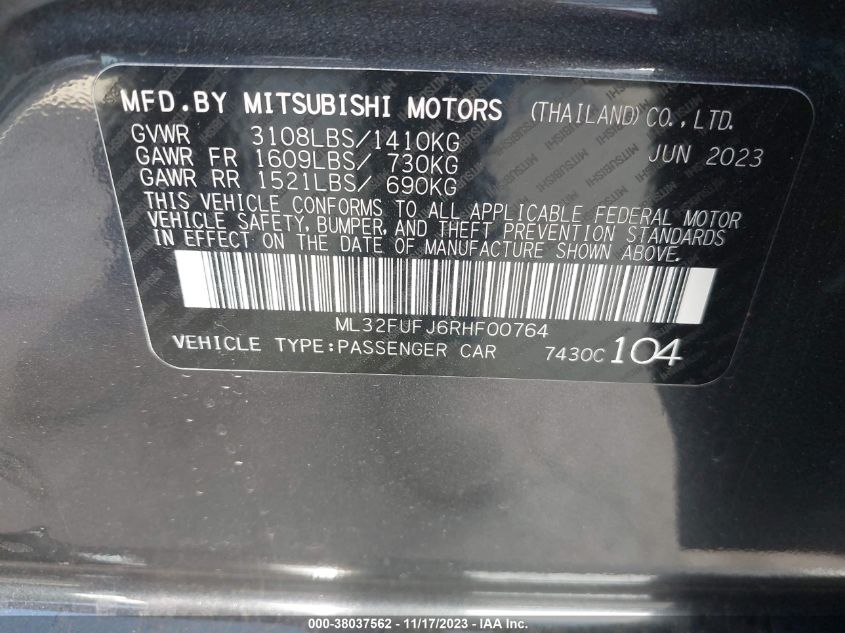 MFD.BY MITSUBISHI MOTORS (THAILAND)CO.,LTD.
GVWR 3108LBS/1410KG JUN 2023
GAWR FR 1609LBS/ 730KG
GAWR RR 1521LBS/ 690KG
THIS VEHICLE CONFORMS TO ALL APPLICABLE FEDERAL MOTOR
VEHICLE SAFETY, BUMPER, AND THEFT PREVENTION STANDARDS
IN EFFECT ON THE DATE OF MANUFACTURE SHOWN ABOVE.
ML32FUFJ6RHF00764
VEHICLE TYPE:PASSENGER CAR 7430C 104
000-38037562 - 11/17/2023 - IAAI.COM